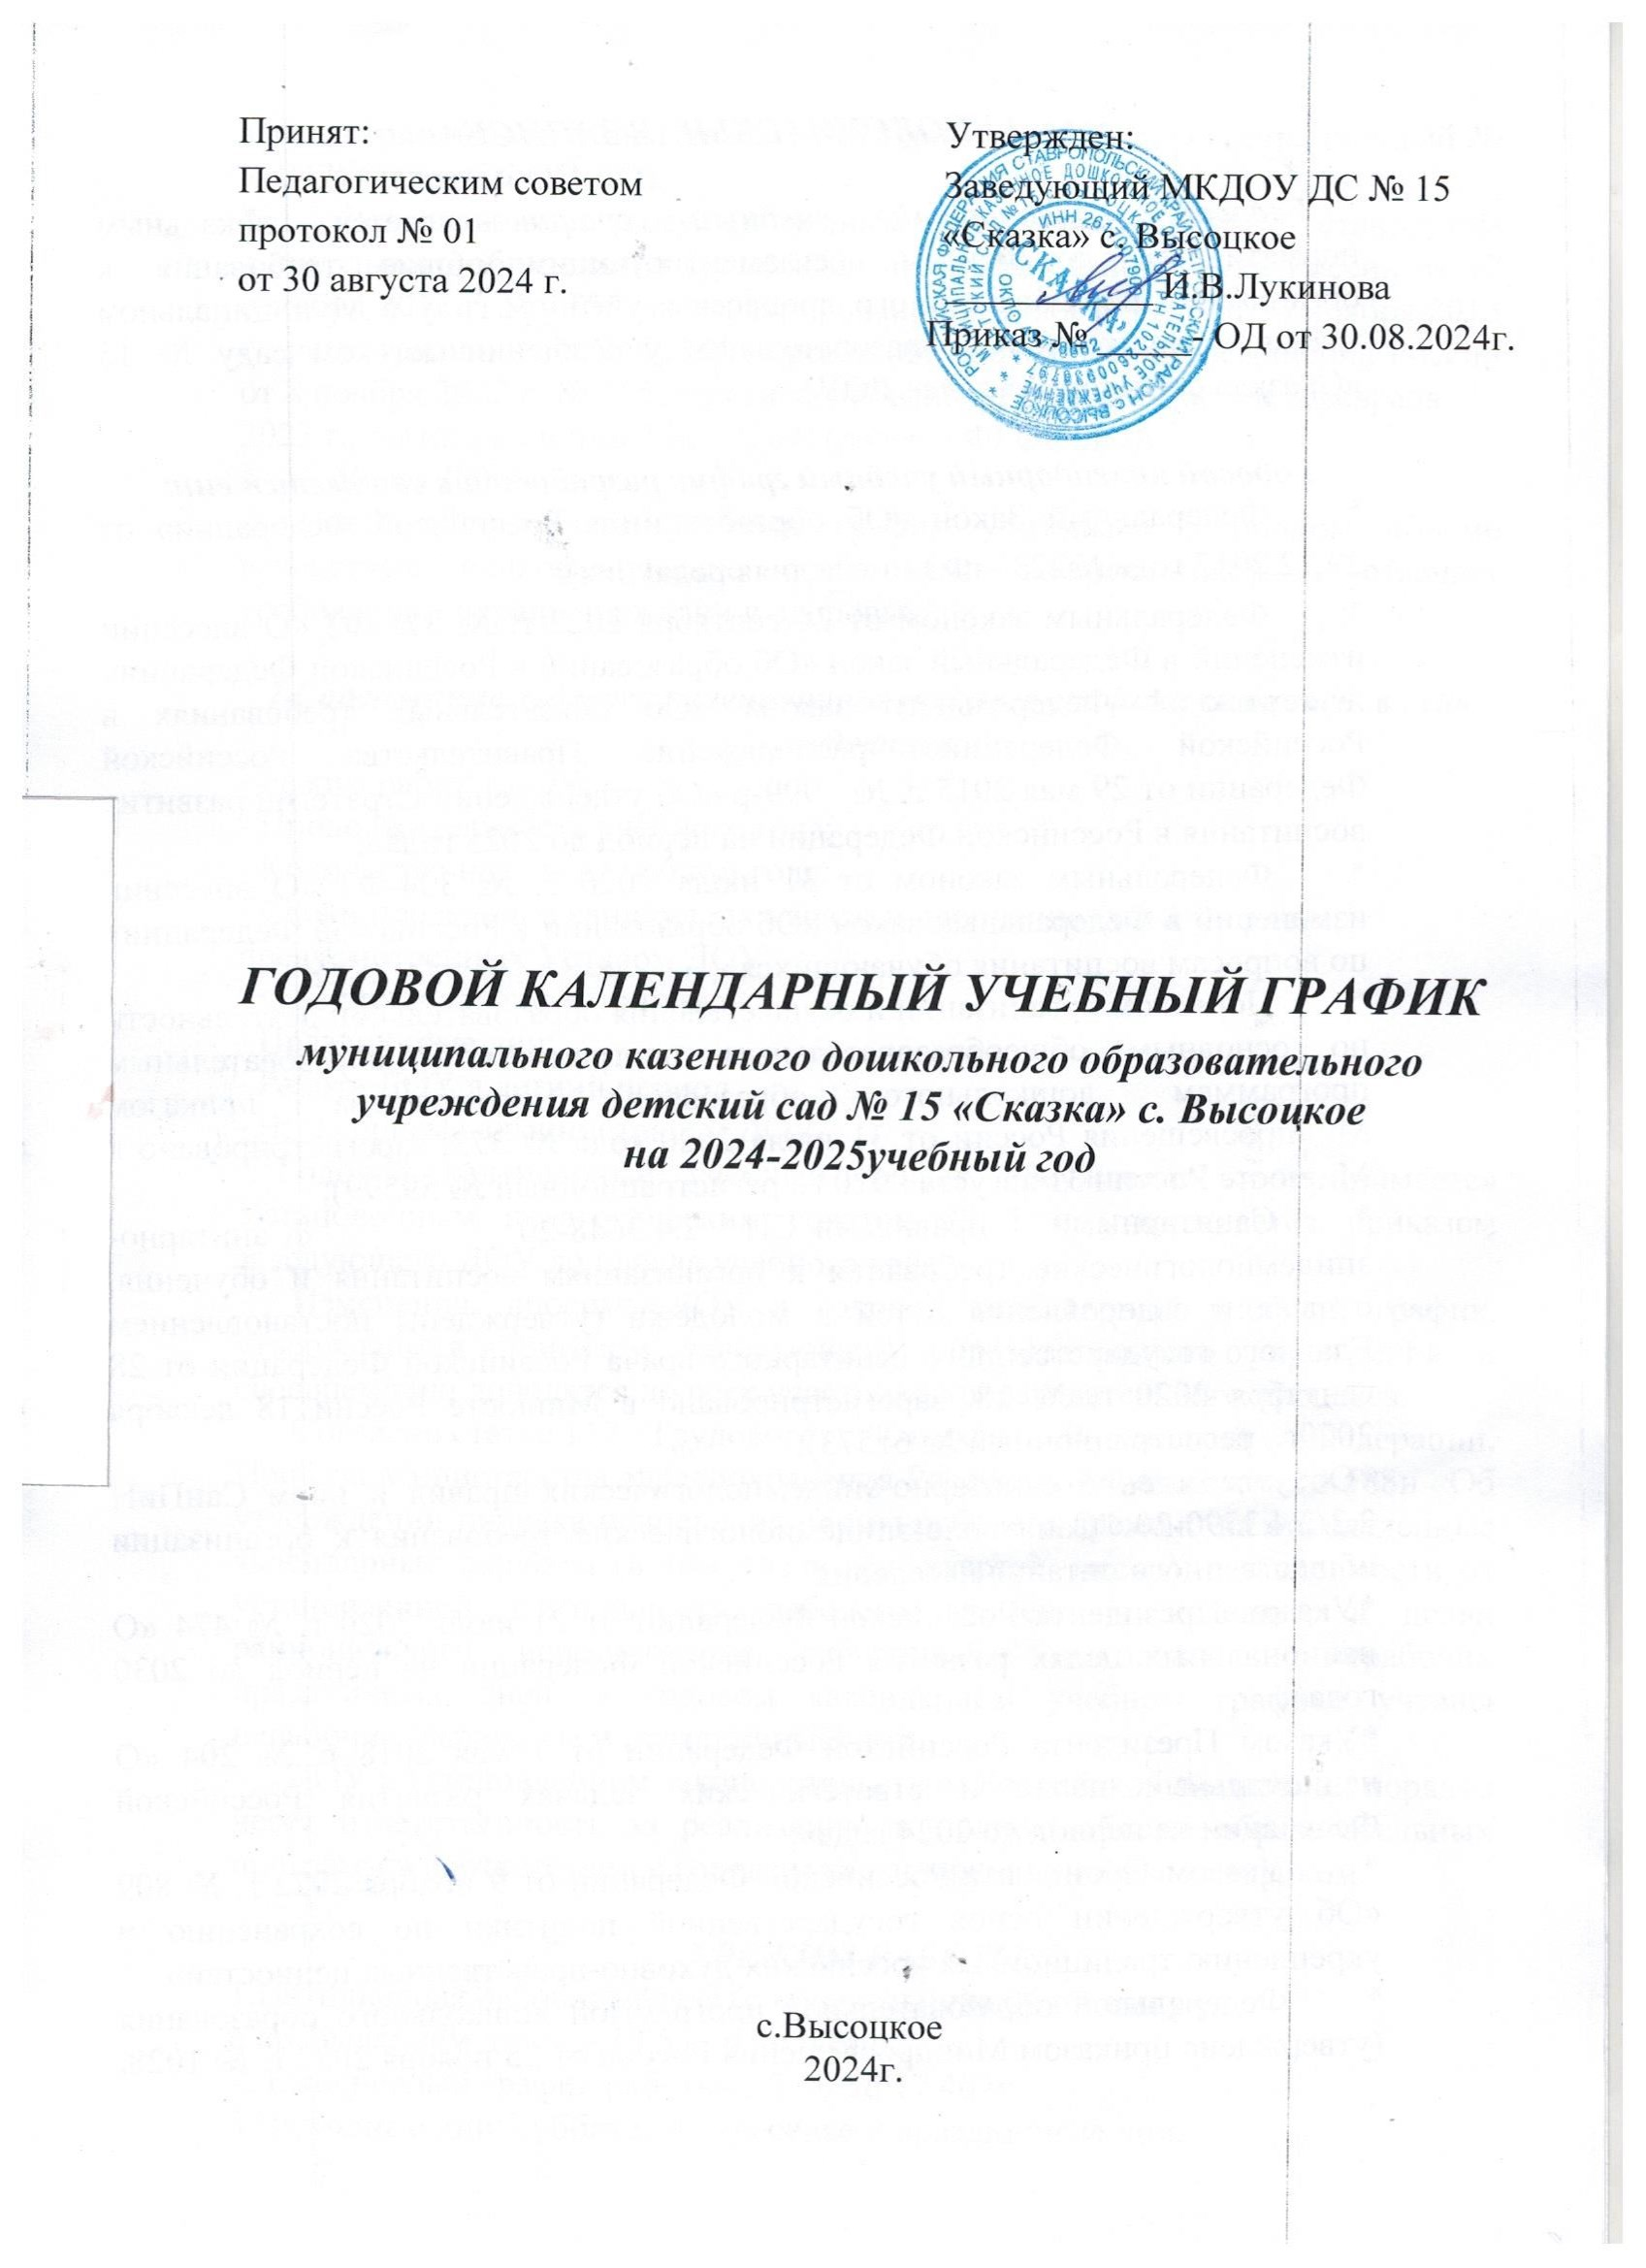 Принят:
Педагогическим советом
протокол № 01
от 30 августа 2024 г.
Утвержден:
Заведующий МКДОУ ДС № 15
«Сказка» с. Высоцкое
И.В.Лукинова
Приказ № _____- ОД от 30.08.2024г.
ГОДОВОЙ КАЛЕНДАРНЫЙ УЧЕБНЫЙ ГРАФИК
муниципального казенного дошкольного образовательного
учреждения детский сад № 15 «Сказка» с. Высоцкое
на 2024-2025учебный год
с.Высоцкое
2024г.